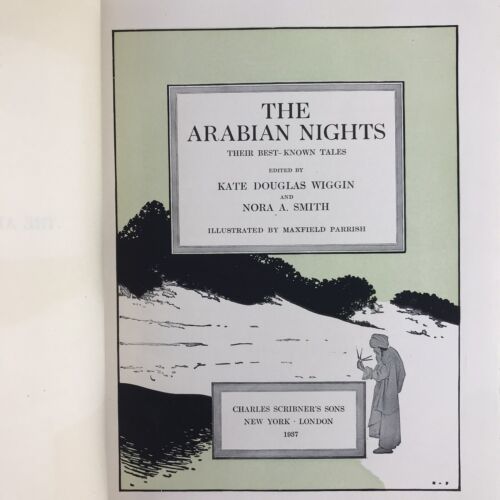 THE
ARABIAN NIGHTS
THEIR BEST-KNOWN TALES
EDITED BY
KATE DOUGLAS WIGGIN
AND
NORA A. SMITH
ILLUSTRATED BY MAXFIELD PARRISH
CHARLES SCRIBNER'S SONS
NEW YORK · LONDON
1937